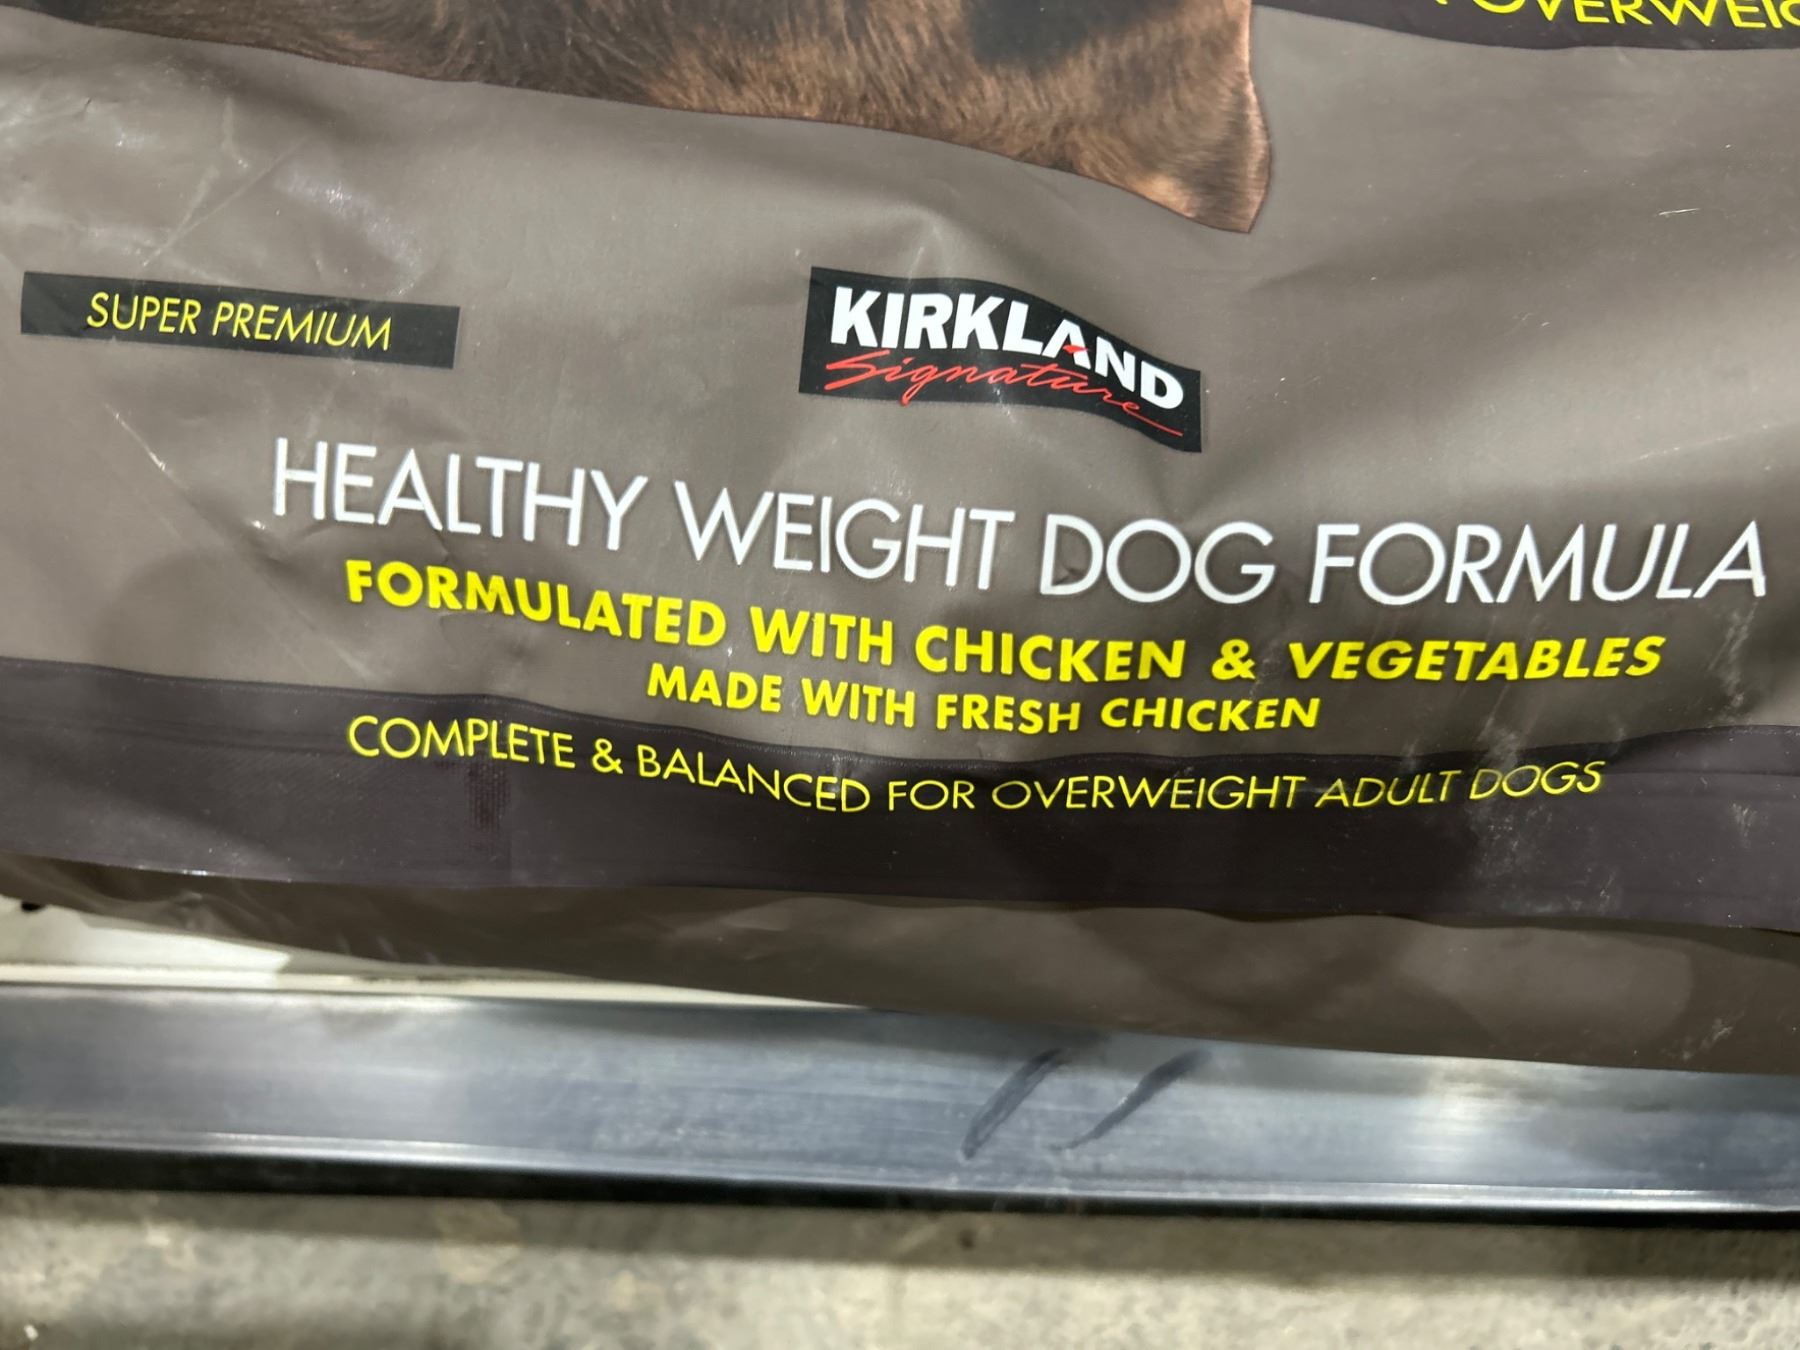 SUPER PREMIUM
KIRKLAND
Signature
HEALTHY WEIGHT DOG FORMULA
FORMULATED WITH CHICKEN & VEGETABLES
MADE WITH FRESH CHICKEN
COMPLETE & BALANCED FOR OVERWEIGHT ADULT DOGS